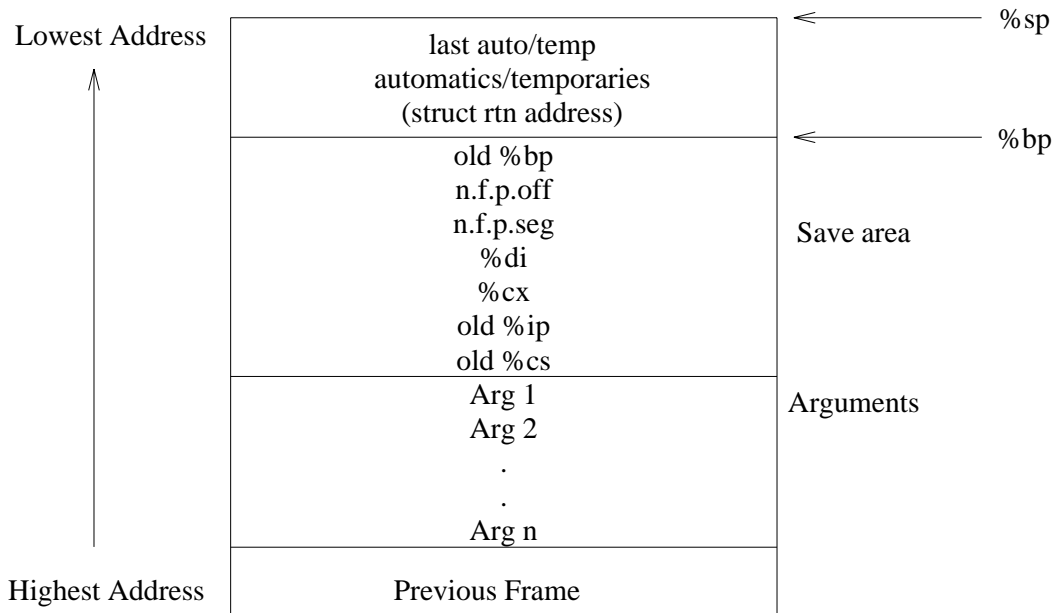 %sp
Lowest Address
last auto/temp
automatics/temporaries
(struct rtn address)
%bp
old %bp
n.f.p.off
n.f.p.seg
Save area
%di
%cx
old %ip
old %cs
Arg 1
Arguments
Arg 2
.
.
Arg n
Highest Address
Previous Frame